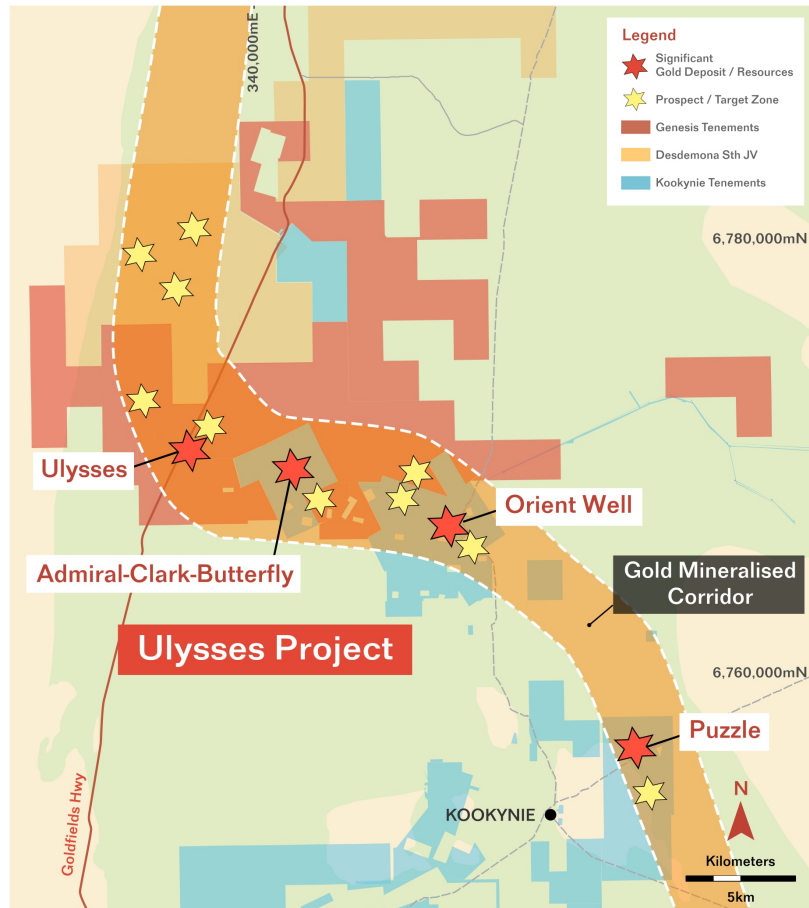 340,000mE
Legend
Significant
Gold Deposit / Resources
Prospect / Target Zone
Genesis Tenements
Desdemona Sth JV
Kookynie Tenements
6,780,000mN
Ulysses
Orient Well
Admiral-Clark-Butterfly
Gold Mineralised
Corridor
Ulysses Project
6,760,000mN
Puzzle
Goldfields Hwy
KOOKYNIE
N
Kilometers
5km